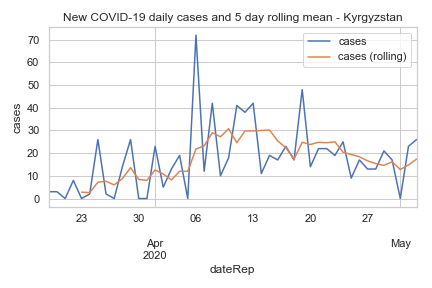 New COVID-19 daily cases and 5 day rolling mean - Kyrgyzstan
cases
cases (rolling)
70
60
50
40
30
20
10
0
cases
23
30
06
13
20
27
Apr
2020
May
dateRep